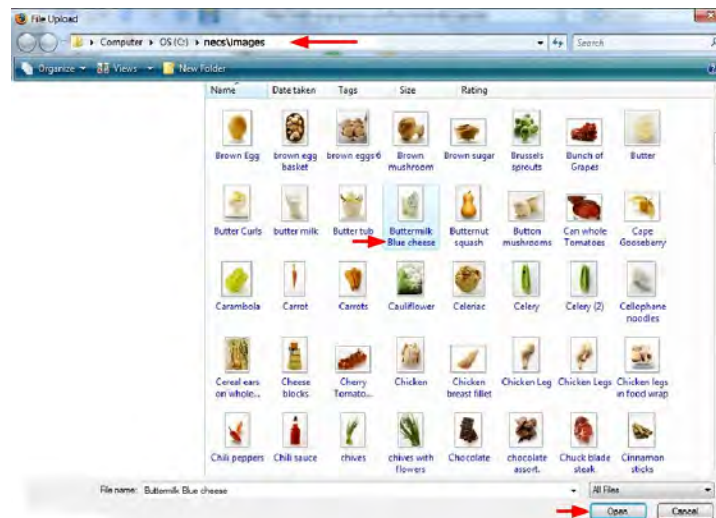 File Upload
Computer ▸ OS (C:) ▸ necs\images
Search
Organize Views New Folder
Name Date taken Tags Size Rating
Brown Egg
brown egg basket
brown eggs 6
Brown mushroom
Brown sugar
Brussels sprouts
Bunch of Grapes
Butter
Butter Curls
butter milk
Butter tub
Buttermilk Blue cheese
Butternut squash
Button mushrooms
Can whole Tomatoes
Cape Gooseberry
Carambola
Carrot
Carrots
Cauliflower
Celeriac
Celery
Celery (2)
Cellophane noodles
Cereal ears on whole...
Cheese blocks
Cherry Tomato...
Chicken
Chicken breast fillet
Chicken Leg
Chicken Legs
Chicken legs in food wrap
Chili peppers
Chili sauce
chives
chives with flowers
Chocolate
chocolate assort.
Chuck blade steak
Cinnamon sticks
File name: Buttermilk Blue cheese
All Files
Open Cancel